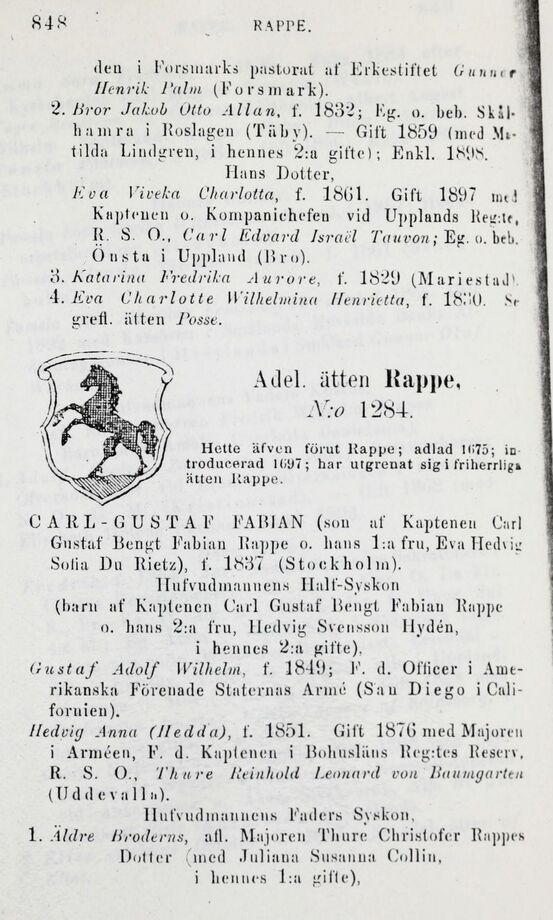 848
RAPPE.
den i Forsmarks pastorat af Erkestiftet Gunnar
Henrik Palm (Forsmark).
2. Bror Jakob Otto Allan, f. 1832; Eg. o. beb. Skål-
hamra i Roslagen (Täby). — Gift 1859 (med Ma-
tilda Lindgren, i hennes 2:a gifte); Enkl. 1898.
Hans Dotter,
Eva Viveka Charlotta, f. 1861. Gift 1897 med
Kaptenen o. Kompanichefen vid Upplands Reg:te,
R. S. O., Carl Edvard Israël Tauvon; Eg. o. beb.
Önsta i Uppland (Bro).
3. Katarina Fredrika Aurore, f. 1829 (Mariestad)
4. Eva Charlotte Wilhelmina Henrietta, f. 1830. Se
grefl. ätten Posse.
Adel. ätten Rappe,
N:o 1284.
Hette äfven förut Rappe; adlad 1675; in-
troducerad 1697; har utgrenat sig i friherrliga
ätten Rappe.
CARL-GUSTAF FABIAN (son af Kaptenen Carl
Gustaf Bengt Fabian Rappe o. hans 1:a fru, Eva Hedvig
Sofia Du Rietz), f. 1837 (Stockholm).
Hufvudmannens Half-Syskon
(barn af Kaptenen Carl Gustaf Bengt Fabian Rappe
o. hans 2:a fru, Hedvig Svensson Hydén,
i hennes 2:a gifte),
Gustaf Adolf Wilhelm, f. 1849; F. d. Officer i Ame-
rikanska Förenade Staternas Armé (San Diego i Cali-
fornien).
Hedvig Anna (Hedda), f. 1851. Gift 1876 med Majoren
i Arméen, F. d. Kaptenen i Bohusläns Reg:tes Reserv,
R. S. O., Thure Reinhold Leonard von Baumgarten
(Uddevalla).
Hufvudmannens Faders Syskon,
1. Äldre Broderns, afl. Majoren Thure Christofer Rappes
Dotter (med Juliana Susanna Collin,
i hennes 1:a gifte),